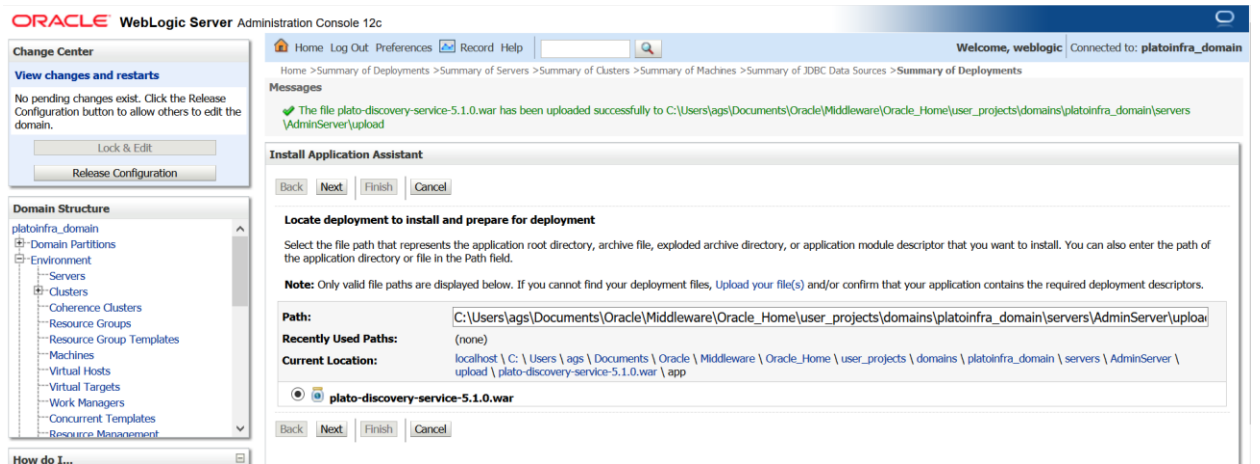 ORACLE WebLogic Server Administration Console 12c
Change Center
View changes and restarts
No pending changes exist. Click the Release
Configuration button to allow others to edit the
domain.
Lock & Edit
Release Configuration
Domain Structure
platoinfra_domain
Domain Partitions
Environment
Servers
Clusters
Coherence Clusters
Resource Groups
Resource Group Templates
Machines
Virtual Hosts
Virtual Targets
Work Managers
Concurrent Templates
Resource Management
How do I...
Home Log Out Preferences Record Help
Welcome, weblogic Connected to: platoinfra_domain
Home >Summary of Deployments >Summary of Servers >Summary of Clusters >Summary of Machines >Summary of JDBC Data Sources >Summary of Deployments
Messages
The file plato-discovery-service-5.1.0.war has been uploaded successfully to C:\Users\ags\Documents\Oracle\Middleware\Oracle_Home\user_projects\domains\platoinfra_domain\servers
\AdminServer\upload
Install Application Assistant
Back Next Finish Cancel
Locate deployment to install and prepare for deployment
Select the file path that represents the application root directory, archive file, exploded archive directory, or application module descriptor that you want to install. You can also enter the path of
the application directory or file in the Path field.
Note: Only valid file paths are displayed below. If you cannot find your deployment files, Upload your file(s) and/or confirm that your application contains the required deployment descriptors.
Path: C:\Users\ags\Documents\Oracle\Middleware\Oracle_Home\user_projects\domains\platoinfra_domain\servers\AdminServer\uploa
Recently Used Paths: (none)
Current Location: localhost \ C: \ Users \ ags \ Documents \ Oracle \ Middleware \ Oracle_Home \ user_projects \ domains \ platoinfra_domain \ servers \ AdminServer \
upload \ plato-discovery-service-5.1.0.war \ app
plato-discovery-service-5.1.0.war
Back Next Finish Cancel